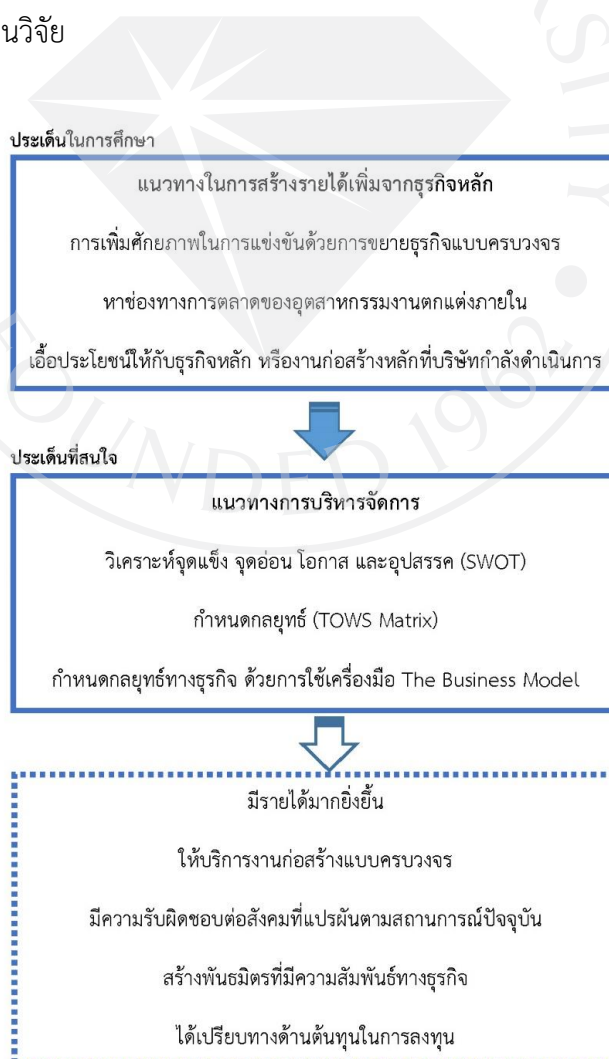 นวิจัย
ประเด็นในการศึกษา
แนวทางในการสร้างรายได้เพิ่มจากธุรกิจหลัก
การเพิ่มศักยภาพในการแข่งขันด้วยการขยายธุรกิจแบบครบวงจร
หาช่องทางการตลาดของอุตสาหกรรมงานตกแต่งภายใน
เอื้อประโยชน์ให้กับธุรกิจหลัก หรืองานก่อสร้างหลักที่บริษัทกำลังดำเนินการ
ประเด็นที่สนใจ
แนวทางการบริหารจัดการ
วิเคราะห์จุดแข็ง จุดอ่อน โอกาส และอุปสรรค (SWOT)
กำหนดกลยุทธ์ (TOWS Matrix)
กำหนดกลยุทธ์ทางธุรกิจ ด้วยการใช้เครื่องมือ The Business Model
มีรายได้มากยิ่งยึ้น
ให้บริการงานก่อสร้างแบบครบวงจร
มีความรับผิดชอบต่อสังคมที่แปรผันตามสถานการณ์ปัจจุบัน
สร้างพันธมิตรที่มีความสัมพันธ์ทางธุรกิจ
ได้เปรียบทางด้านต้นทุนในการลงทุน
FOUNDED 1962